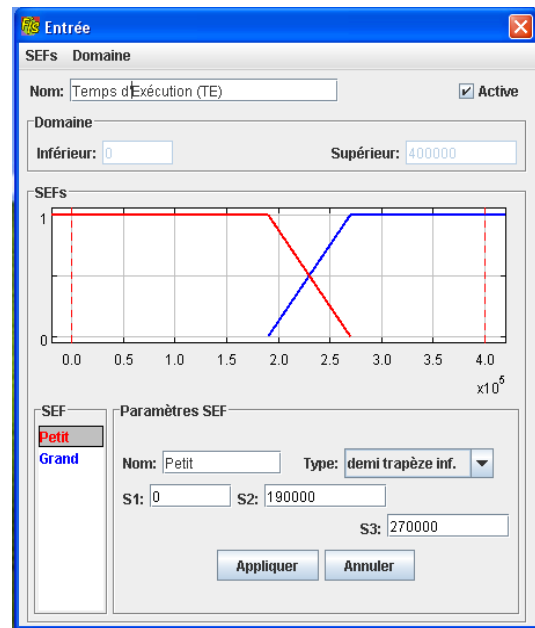 FIS Entrée
SEFs Domaine
Nom: Temps d'Exécution (TE) Active
Domaine
Inférieur: 0 Supérieur: 400000
SEFs
1
0
0.0 0.5 1.0 1.5 2.0 2.5 3.0 3.5 4.0
x10^5
SEF Paramètres SEF
Petit
Grand Nom: Petit Type: demi trapèze inf.
S1: 0 S2: 190000
S3: 270000
Appliquer Annuler